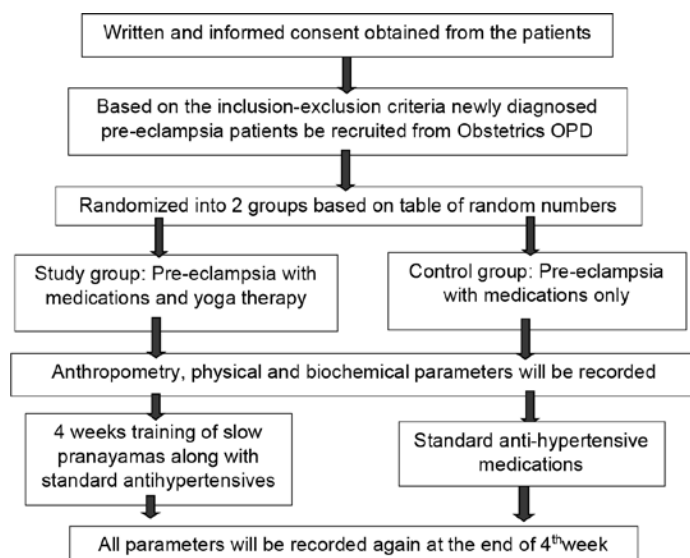 Written and informed consent obtained from the patients
Based on the inclusion-exclusion criteria newly diagnosed
pre-eclampsia patients be recruited from Obstetrics OPD
Randomized into 2 groups based on table of random numbers
Study group: Pre-eclampsia with
medications and yoga therapy
Control group: Pre-eclampsia
with medications only
Anthropometry, physical and biochemical parameters will be recorded
4 weeks training of slow
pranayamas along with
standard antihypertensives
Standard anti-hypertensive
medications
All parameters will be recorded again at the end of 4thweek